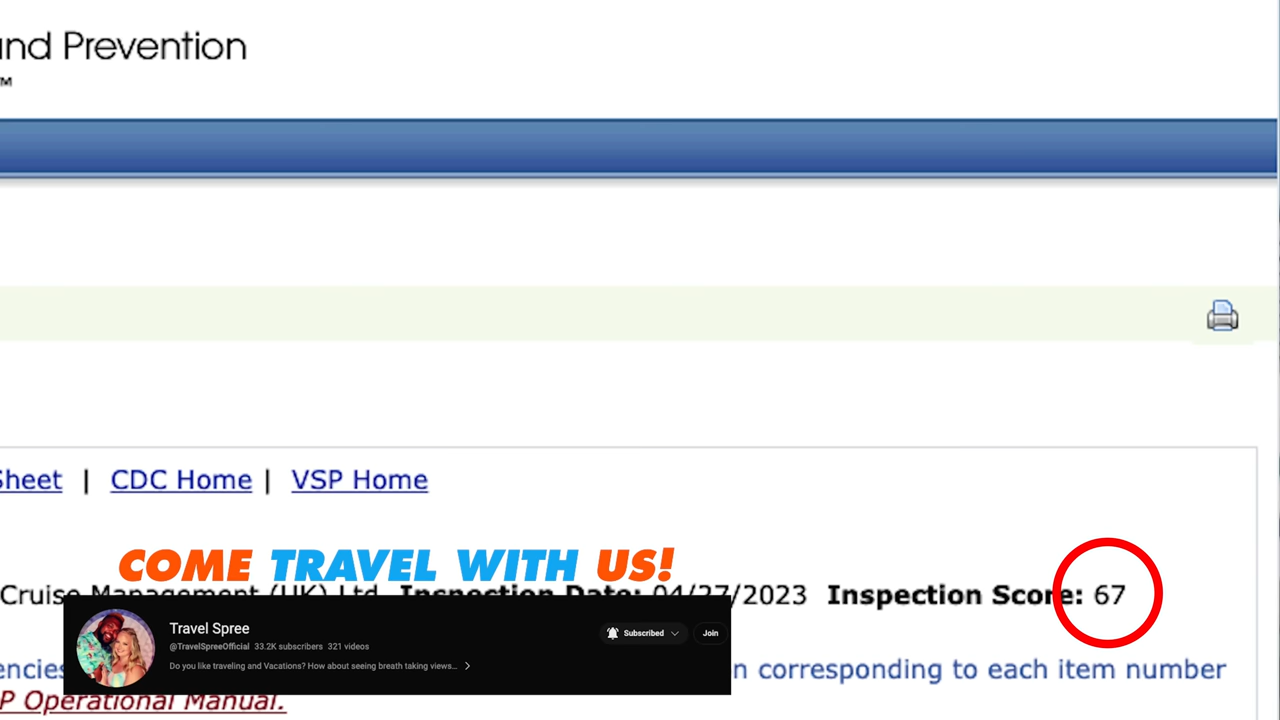 nd Prevention
TM
Sheet | CDC Home | VSP Home
COME TRAVEL WITH US!
Cruise Management (UK) Ltd Inspection Date: 04/27/2023 Inspection Score: 67
Travel Spree
@TravelSpreeOfficial 33.2K subscribers 321 videos
Subscribed
Join
Do you like traveling and Vacations? How about seeing breath taking views...
encies n corresponding to each item number
P Operational Manual.